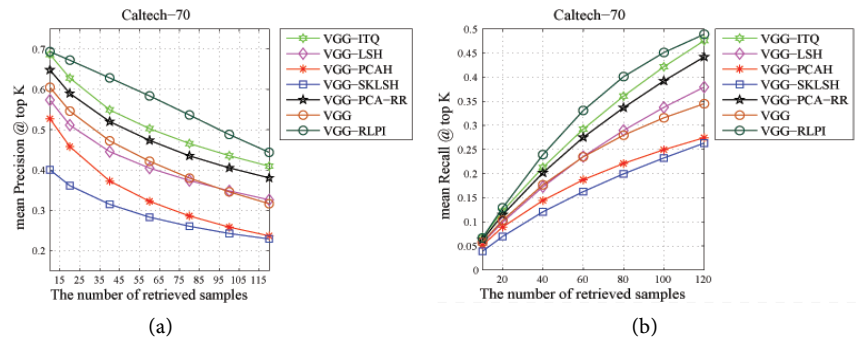 Caltech-70
mean Precision @ top K
0.7
0.6
0.5
0.4
0.3
0.2
15 25 35 45 55 65 75 85 95 105 115
The number of retrieved samples
VGG-ITQ
VGG-LSH
VGG-PCAH
VGG-SKLSH
VGG-PCA-RR
VGG
VGG-RLPI
(a)
Caltech-70
mean Recall @ top K
0.5
0.45
0.4
0.35
0.3
0.25
0.2
0.15
0.1
0.05
0
20 40 60 80 100 120
The number of retrieved samples
VGG-ITQ
VGG-LSH
VGG-PCAH
VGG-SKLSH
VGG-PCA-RR
VGG
VGG-RLPI
(b)